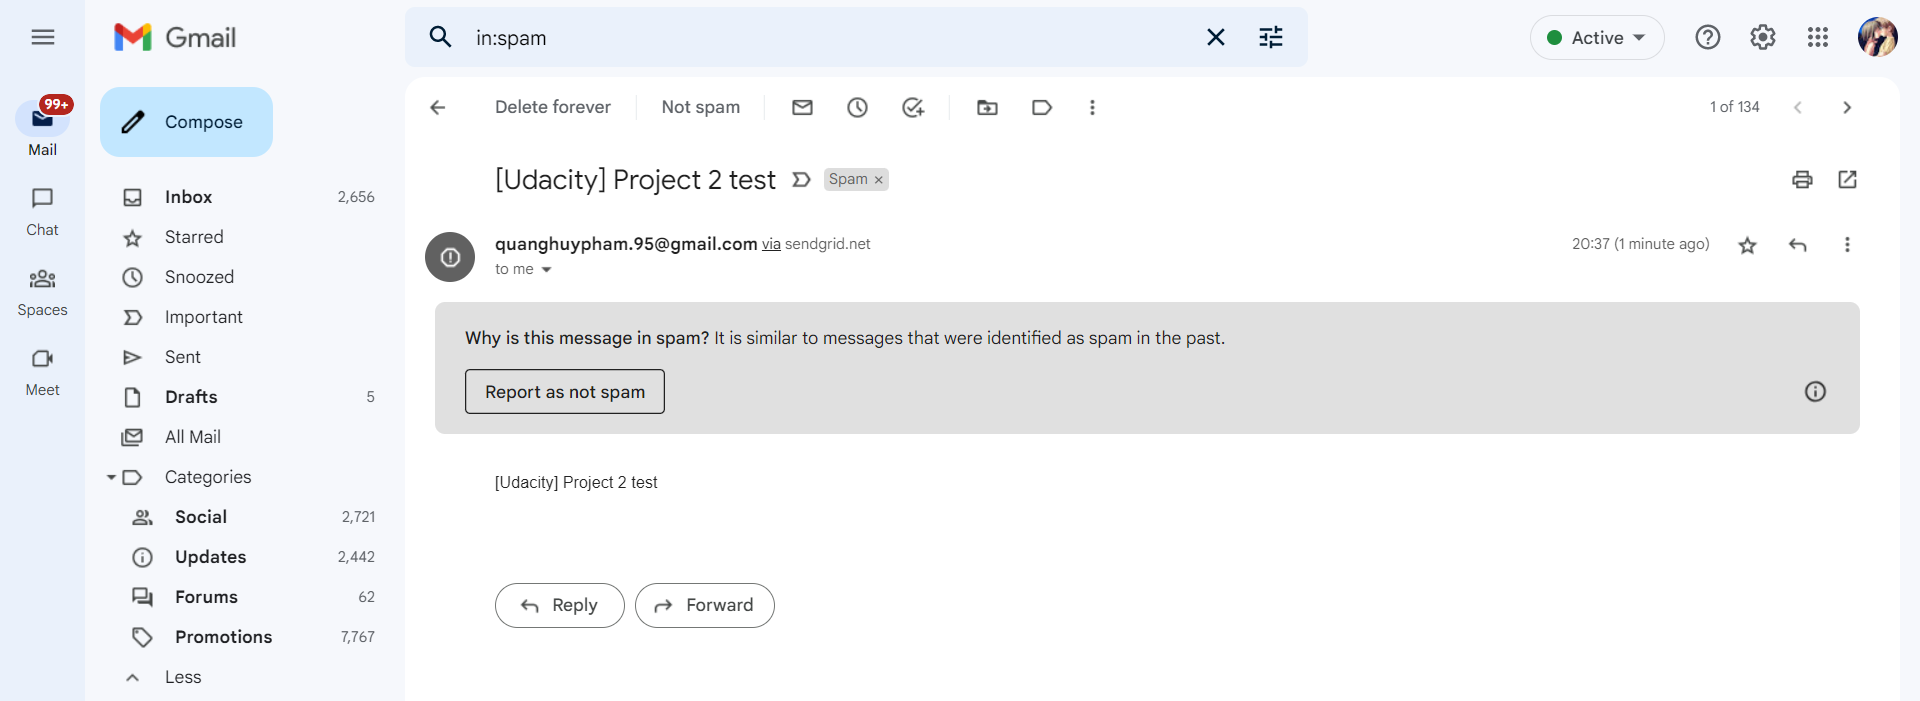 Gmail
in:spam
Active
99+
Mail
Chat
Spaces
Meet
Compose
Inbox 2,656
Starred
Snoozed
Important
Sent
Drafts 5
All Mail
Categories
Social 2,721
Updates 2,442
Forums 62
Promotions 7,767
Less
Delete forever Not spam 1 of 134
[Udacity] Project 2 test Spam ×
quanghuypham.95@gmail.com via sendgrid.net 20:37 (1 minute ago)
to me
Why is this message in spam? It is similar to messages that were identified as spam in the past.
Report as not spam
[Udacity] Project 2 test
Reply Forward